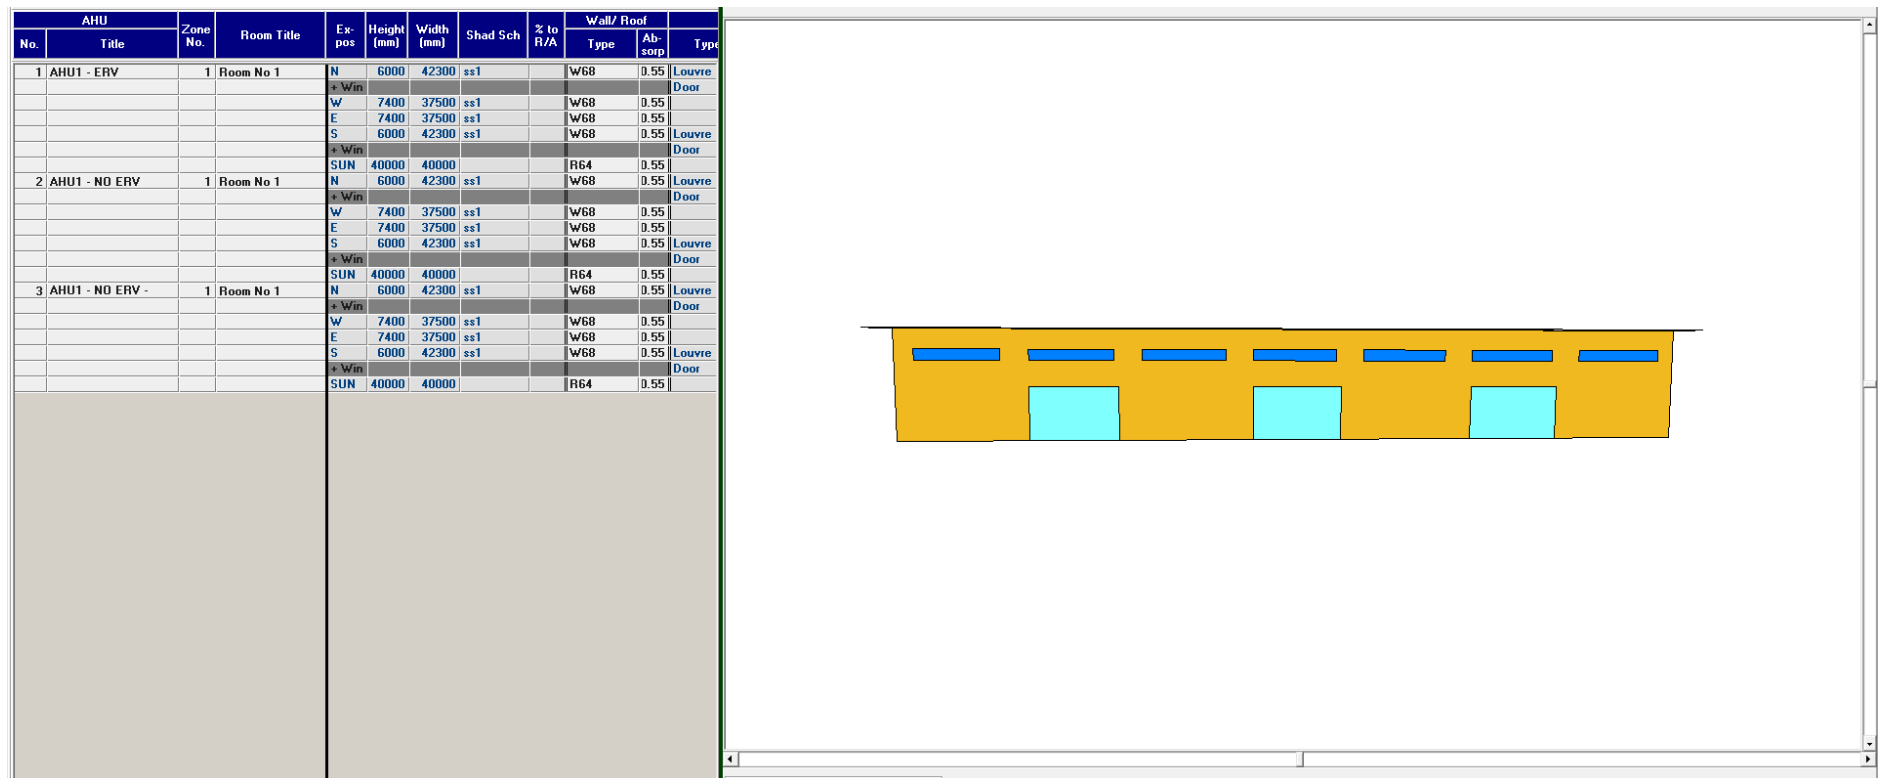 AHU Zone No. Room Title Ex-pos Height (mm) Width (mm) Shad Sch % to R/A Wall/ Roof
No. Title Type Ab-sorp Type
1 AHU1 - ERV 1 Room No 1 N 6000 42300 ss1 W68 0.55 Louvre
+ Win Door
W 7400 37500 ss1 W68 0.55
E 7400 37500 ss1 W68 0.55
S 6000 42300 ss1 W68 0.55 Louvre
+ Win Door
SUN 40000 40000 R64 0.55
2 AHU1 - NO ERV 1 Room No 1 N 6000 42300 ss1 W68 0.55 Louvre
+ Win Door
W 7400 37500 ss1 W68 0.55
E 7400 37500 ss1 W68 0.55
S 6000 42300 ss1 W68 0.55 Louvre
+ Win Door
SUN 40000 40000 R64 0.55
3 AHU1 - NO ERV - 1 Room No 1 N 6000 42300 ss1 W68 0.55 Louvre
+ Win Door
W 7400 37500 ss1 W68 0.55
E 7400 37500 ss1 W68 0.55
S 6000 42300 ss1 W68 0.55 Louvre
+ Win Door
SUN 40000 40000 R64 0.55